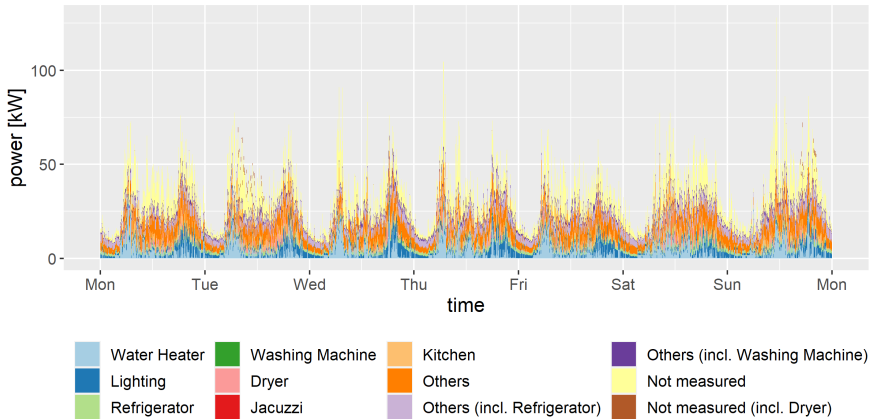 power [kW]
100
50
0
Mon Tue Wed Thu Fri Sat Sun Mon
time
Water Heater Washing Machine Kitchen Others (incl. Washing Machine)
Lighting Dryer Others Not measured
Refrigerator Jacuzzi Others (incl. Refrigerator) Not measured (incl. Dryer)